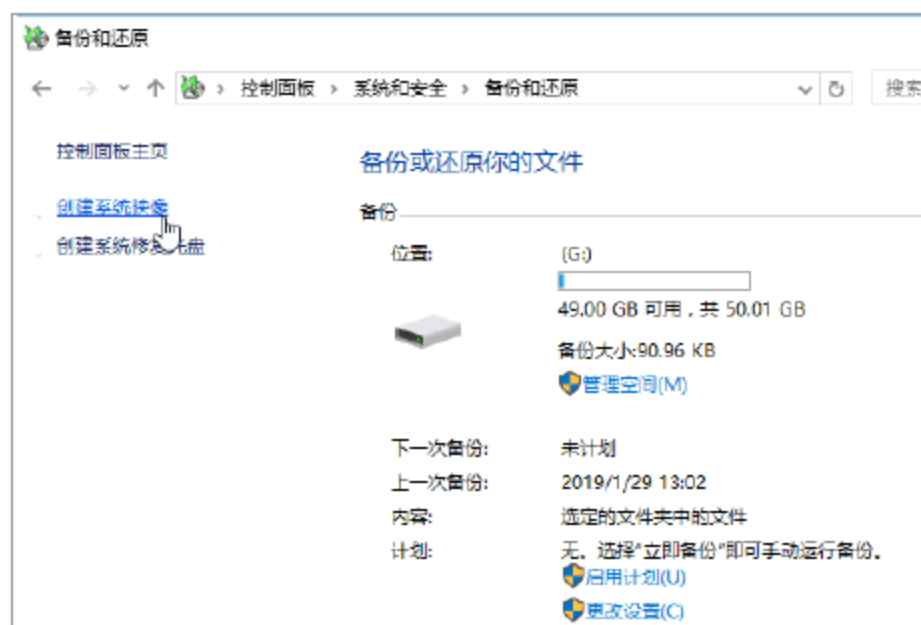 备份和还原
控制面板 › 系统和安全 › 备份和还原
搜索
控制面板主页
创建系统映像
创建系统修复光盘
备份或还原你的文件
备份
位置: (G:)
49.00 GB 可用，共 50.01 GB
备份大小:90.96 KB
管理空间(M)
下一次备份: 未计划
上一次备份: 2019/1/29 13:02
内容: 选定的文件夹中的文件
计划: 无。选择"立即备份"即可手动运行备份。
启用计划(U)
更改设置(C)